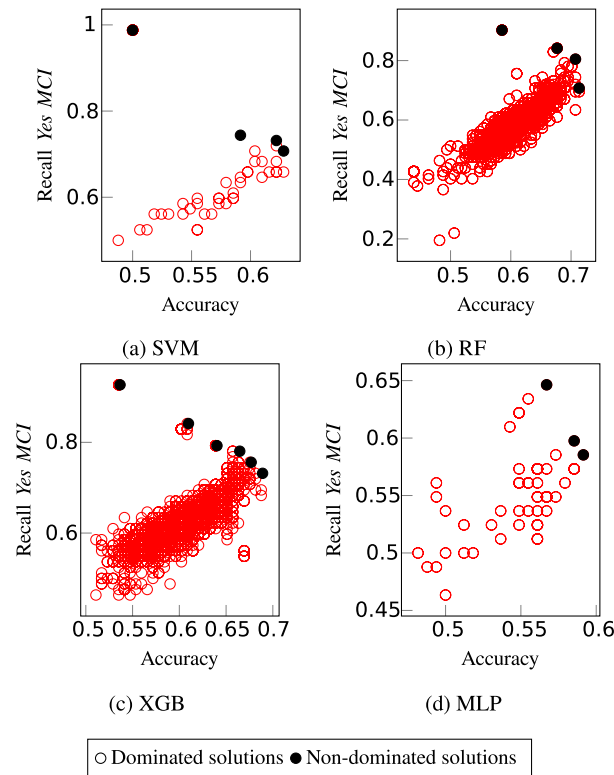 1
0.8
0.6
Recall Yes MCI
0.5
0.55
0.6
Accuracy
(a) SVM
0.8
0.6
0.4
0.2
Recall Yes MCI
0.5
0.6
0.7
Accuracy
(b) RF
0.8
0.6
Recall Yes MCI
0.5
0.55
0.6
0.65
0.7
Accuracy
(c) XGB
0.65
0.6
0.55
0.5
0.45
Recall Yes MCI
0.5
0.55
0.6
Accuracy
(d) MLP
Dominated solutions
Non-dominated solutions